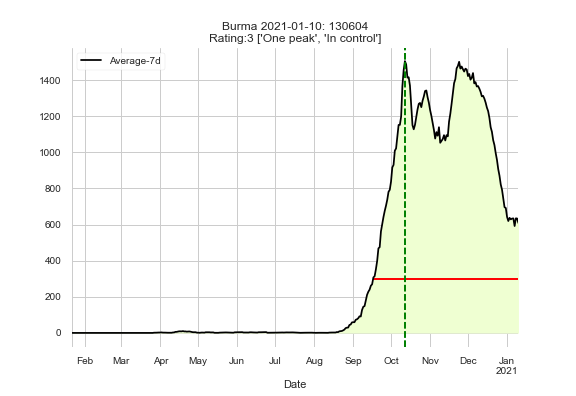 Burma 2021-01-10: 130604
Rating:3 ['One peak', 'In control']
Average-7d
1400
1200
1000
800
600
400
200
0
Feb Mar Apr May Jun Jul Aug Sep Oct Nov Dec Jan
2021
Date